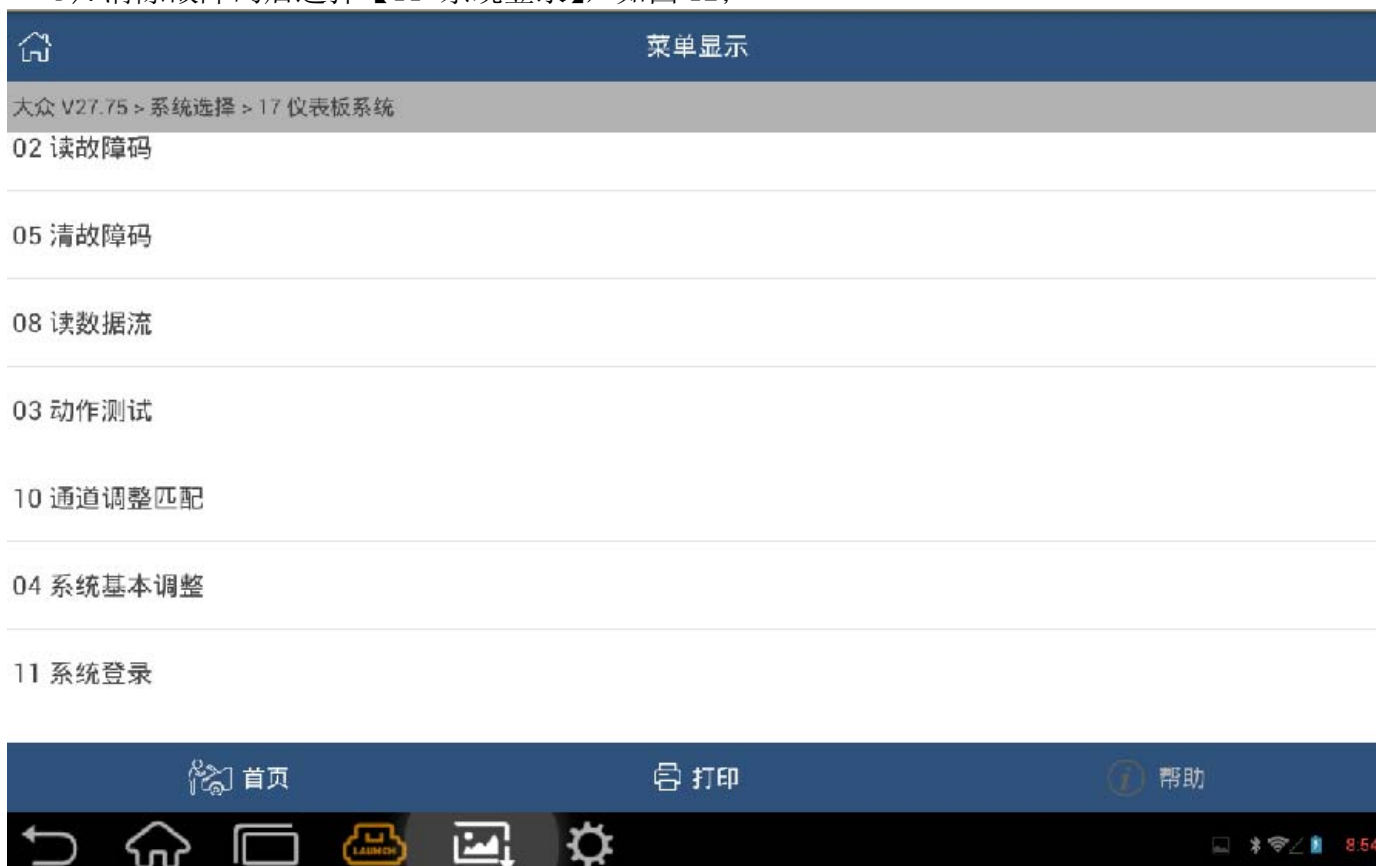 菜单显示
大众 V27.75 > 系统选择 > 17 仪表板系统
02 读故障码
05 清故障码
08 读数据流
03 动作测试
10 通道调整匹配
04 系统基本调整
11 系统登录
首页
打印
i 帮助
LAUNCH
8:54